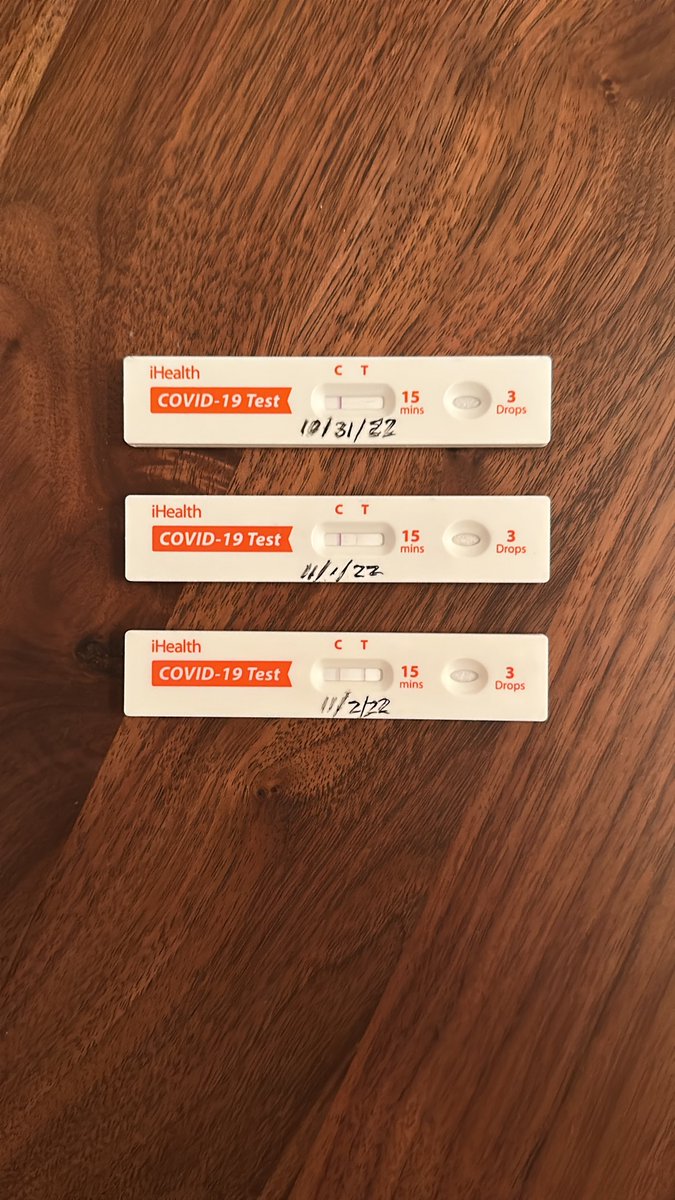 iHealth
C T
COVID-19 Test
15 mins
3 Drops
10/31/22
iHealth
C T
COVID-19 Test
15 mins
3 Drops
11/1/22
iHealth
C T
COVID-19 Test
15 mins
3 Drops
11/2/22